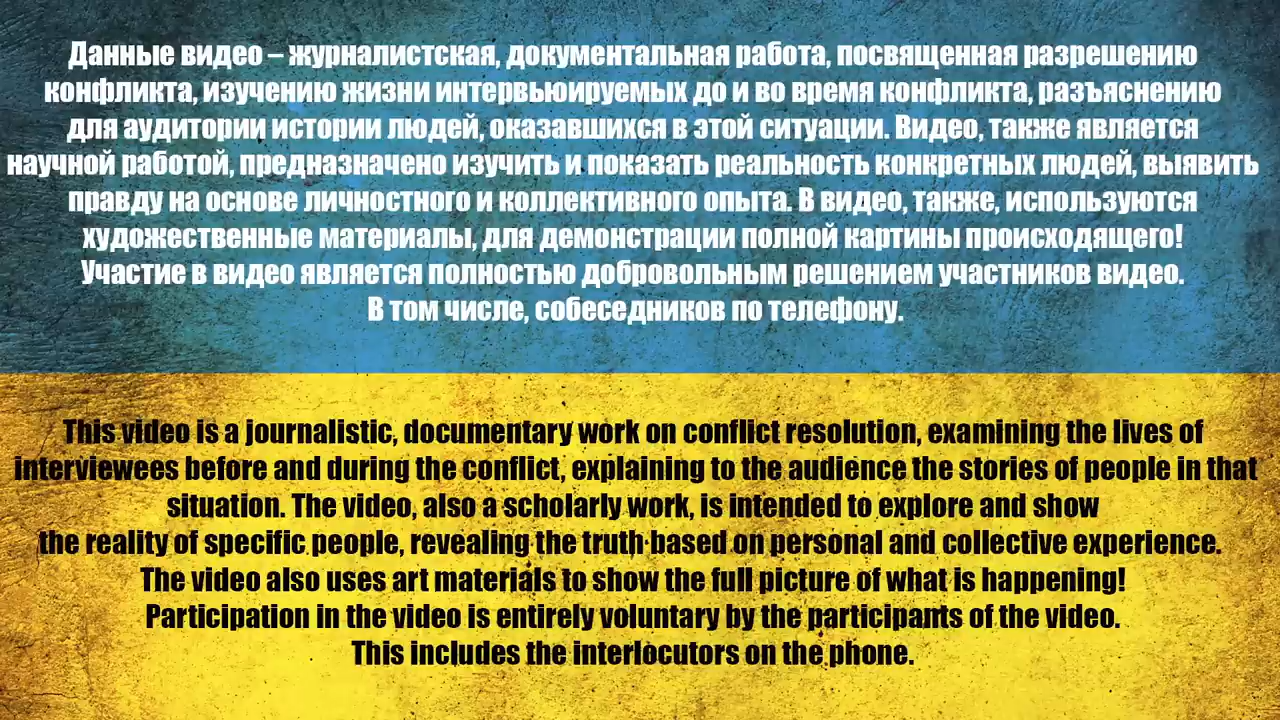 Данные видео – журналистская, документальная работа, посвященная разрешению
конфликта, изучению жизни интервьюируемых до и во время конфликта, разъяснению
для аудитории истории людей, оказавшихся в этой ситуации. Видео, также является
научной работой, предназначено изучить и показать реальность конкретных людей, выявить
правду на основе личностного и коллективного опыта. В видео, также, используются
художественные материалы, для демонстрации полной картины происходящего!
Участие в видео является полностью добровольным решением участников видео.
В том числе, собеседников по телефону.
This video is a journalistic, documentary work on conflict resolution, examining the lives of
interviewees before and during the conflict, explaining to the audience the stories of people in that
situation. The video, also a scholarly work, is intended to explore and show
the reality of specific people, revealing the truth based on personal and collective experience.
The video also uses art materials to show the full picture of what is happening!
Participation in the video is entirely voluntary by the participants of the video.
This includes the interlocutors on the phone.